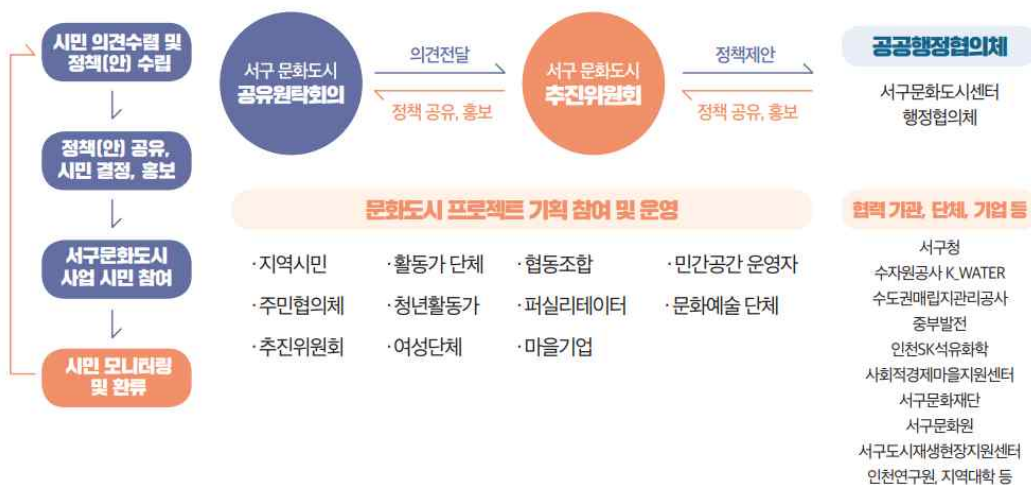 시민 의견수렴 및
정책(안) 수립
정책(안) 공유,
시민 결정, 홍보
서구문화도시
사업 시민 참여
시민 모니터링
및 환류
서구 문화도시
공유원탁회의
의견전달
정책 공유, 홍보
서구 문화도시
추진위원회
정책제안
정책 공유, 홍보
공공행정협의체
서구문화도시센터
행정협의체
문화도시 프로젝트 기획 참여 및 운영
·지역시민
·활동가 단체
·협동조합
·민간공간 운영자
·주민협의체
·청년활동가
·퍼실리테이터
·문화예술 단체
·추진위원회
·여성단체
·마을기업
협력 기관, 단체, 기업 등
서구청
수자원공사 K_WATER
수도권매립지관리공사
중부발전
인천SK석유화학
사회적경제마을지원센터
서구문화재단
서구문화원
서구도시재생현장지원센터
인천연구원, 지역대학 등